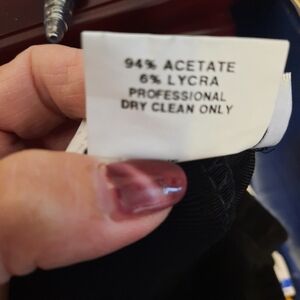 94% ACETATE
6% LYCRA
PROFESSIONAL
DRY CLEAN ONLY